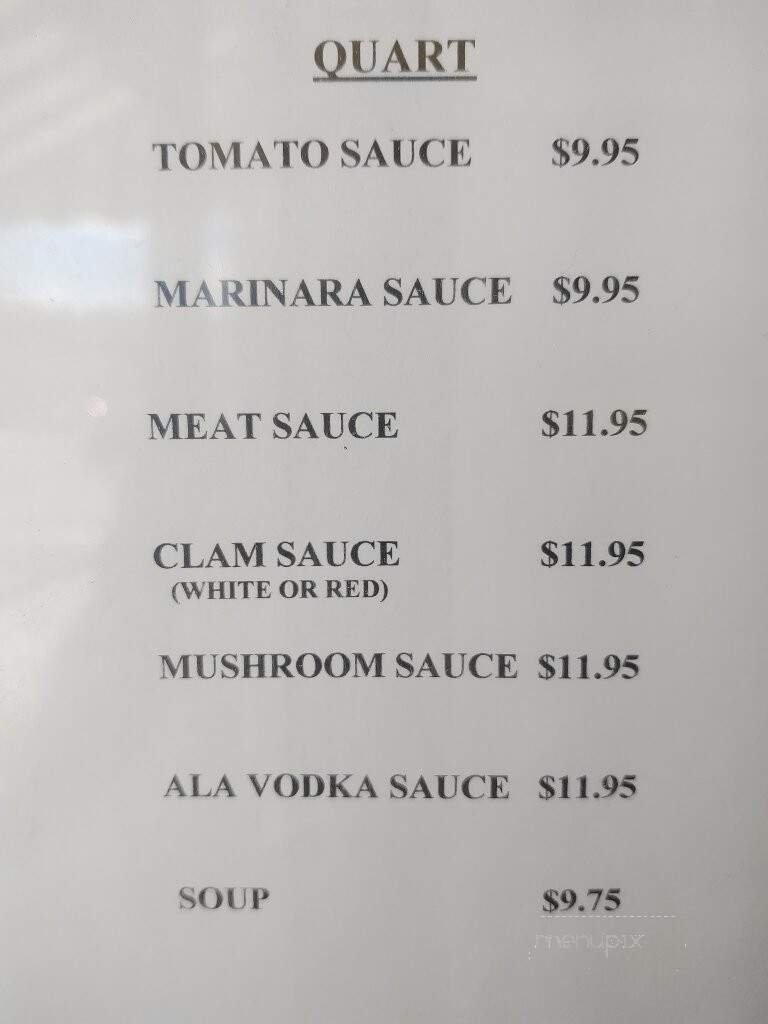 QUART
TOMATO SAUCE $9.95
MARINARA SAUCE $9.95
MEAT SAUCE $11.95
CLAM SAUCE $11.95
(WHITE OR RED)
MUSHROOM SAUCE $11.95
ALA VODKA SAUCE $11.95
SOUP $9.75
menupix